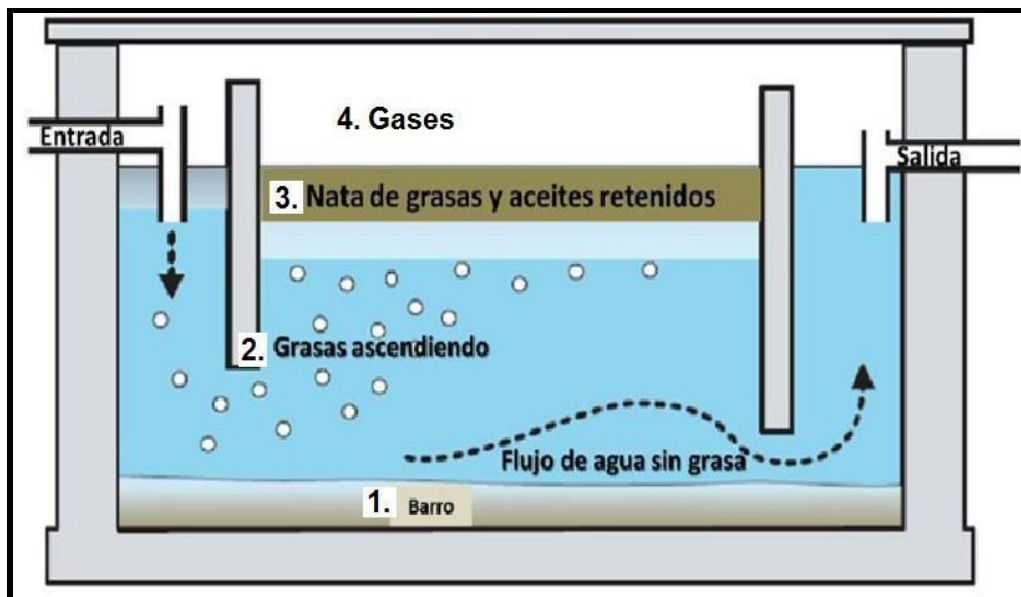 4. Gases
Entrada
Salida
3. Nata de grasas y aceites retenidos
2. Grasas ascendiendo
Flujo de agua sin grasa
1. Barro